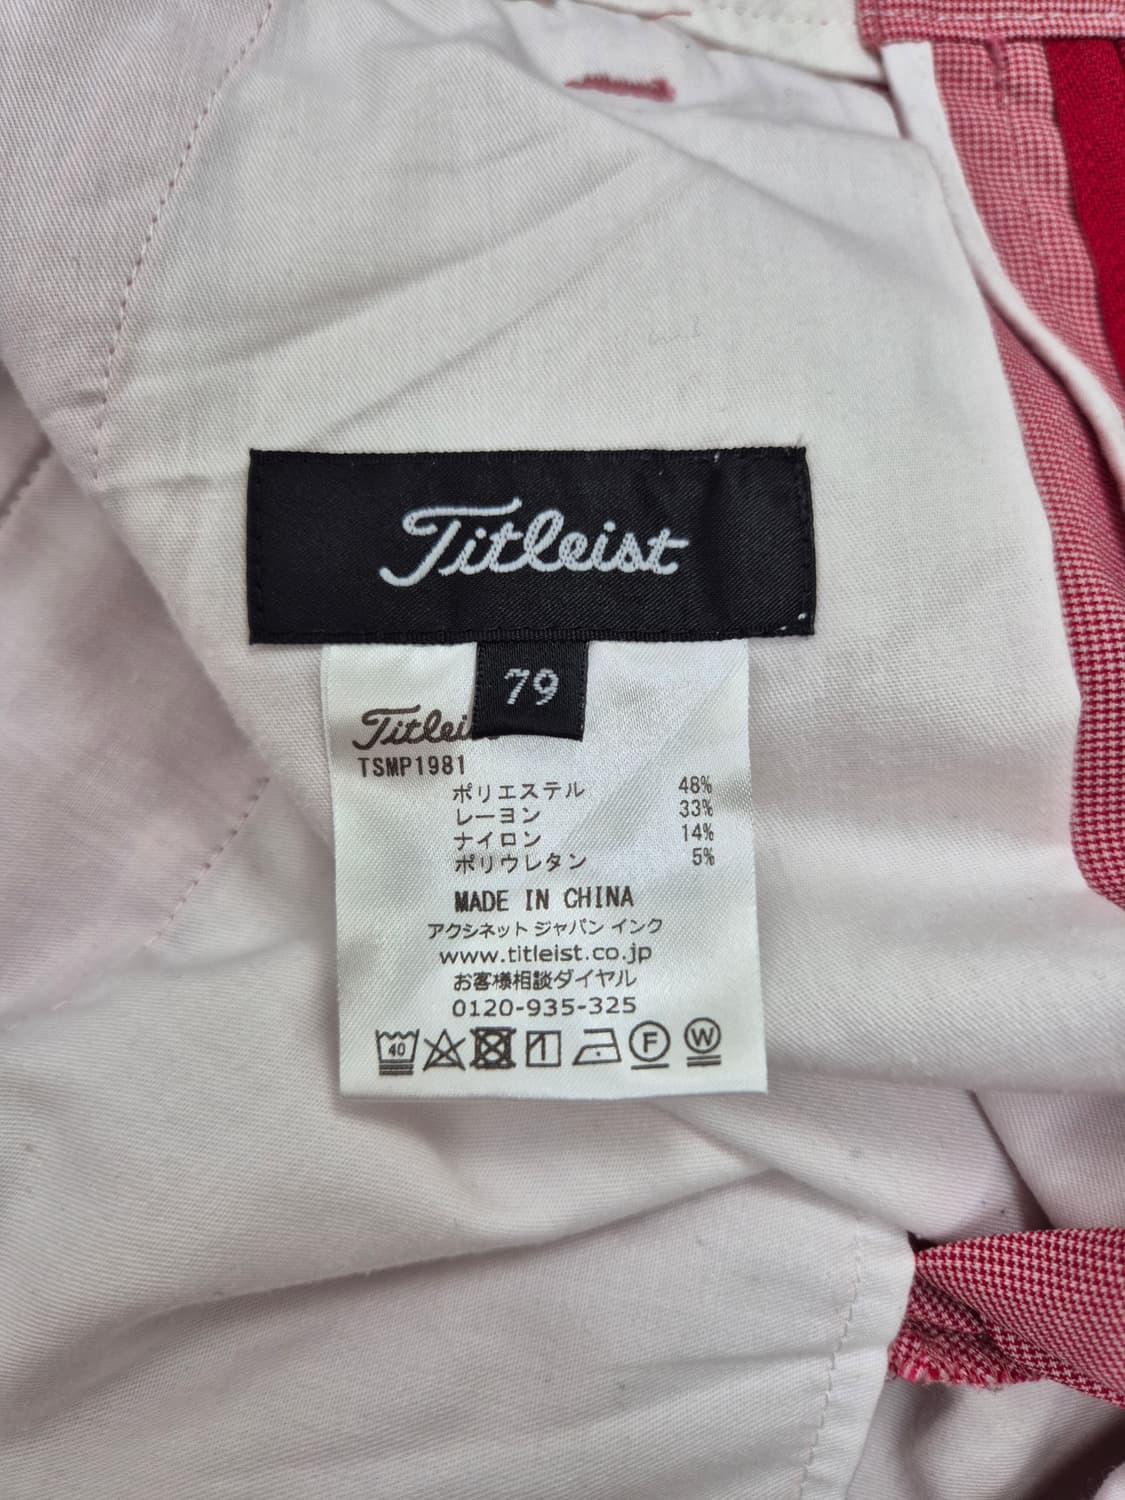 Titleist
79
Titleis
TSMP1981
ポリエステル 48%
レーヨン 33%
ナイロン 14%
ポリウレタン 5%
MADE IN CHINA
アクシネット ジャパン インク
www.titleist.co.jp
お客様相談ダイヤル
0120-935-325
40 F W